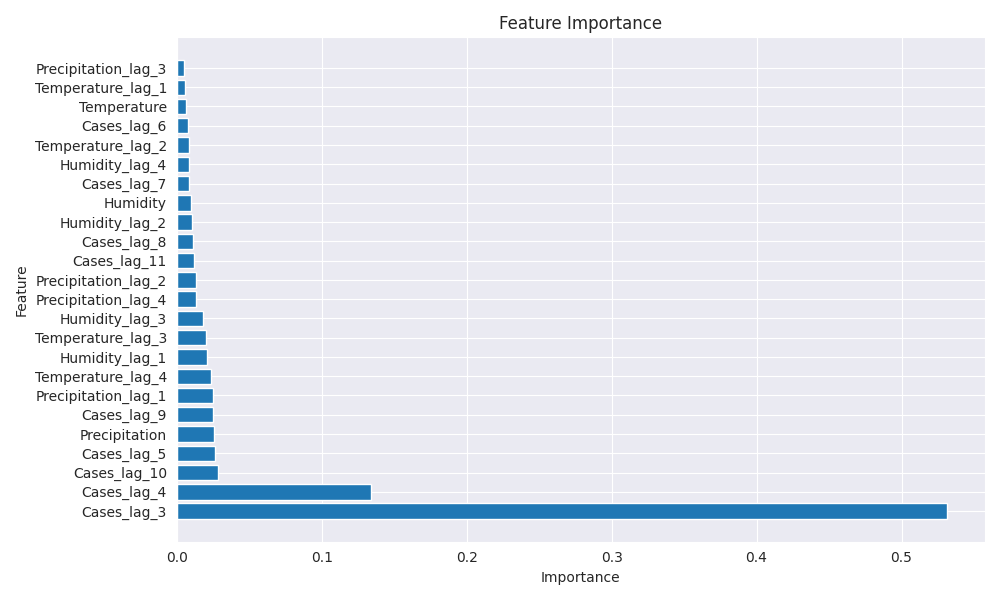 Feature Importance
Precipitation_lag_3
Temperature_lag_1
Temperature
Cases_lag_6
Temperature_lag_2
Humidity_lag_4
Cases_lag_7
Humidity
Humidity_lag_2
Cases_lag_8
Cases_lag_11
Precipitation_lag_2
Precipitation_lag_4
Humidity_lag_3
Temperature_lag_3
Humidity_lag_1
Temperature_lag_4
Precipitation_lag_1
Cases_lag_9
Precipitation
Cases_lag_5
Cases_lag_10
Cases_lag_4
Cases_lag_3
Feature
0.0 0.1 0.2 0.3 0.4 0.5
Importance